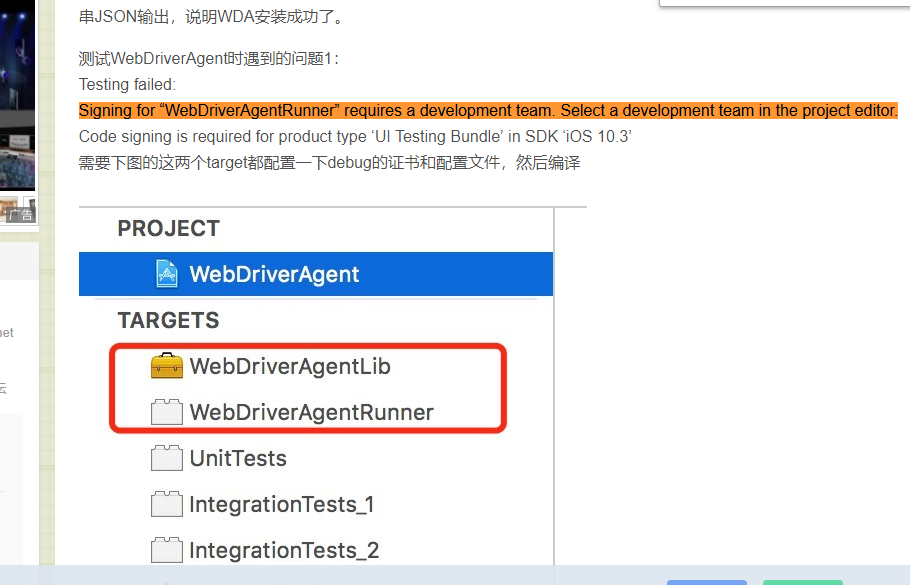 串JSON输出，说明WDA安装成功了。
测试WebDriverAgent时遇到的问题1：
Testing failed:
Signing for “WebDriverAgentRunner” requires a development team. Select a development team in the project editor.
Code signing is required for product type ‘UI Testing Bundle’ in SDK ‘iOS 10.3’
需要下图的这两个target都配置一下debug的证书和配置文件，然后编译
广告
PROJECT
WebDriverAgent
TARGETS
WebDriverAgentLib
WebDriverAgentRunner
UnitTests
IntegrationTests_1
IntegrationTests_2